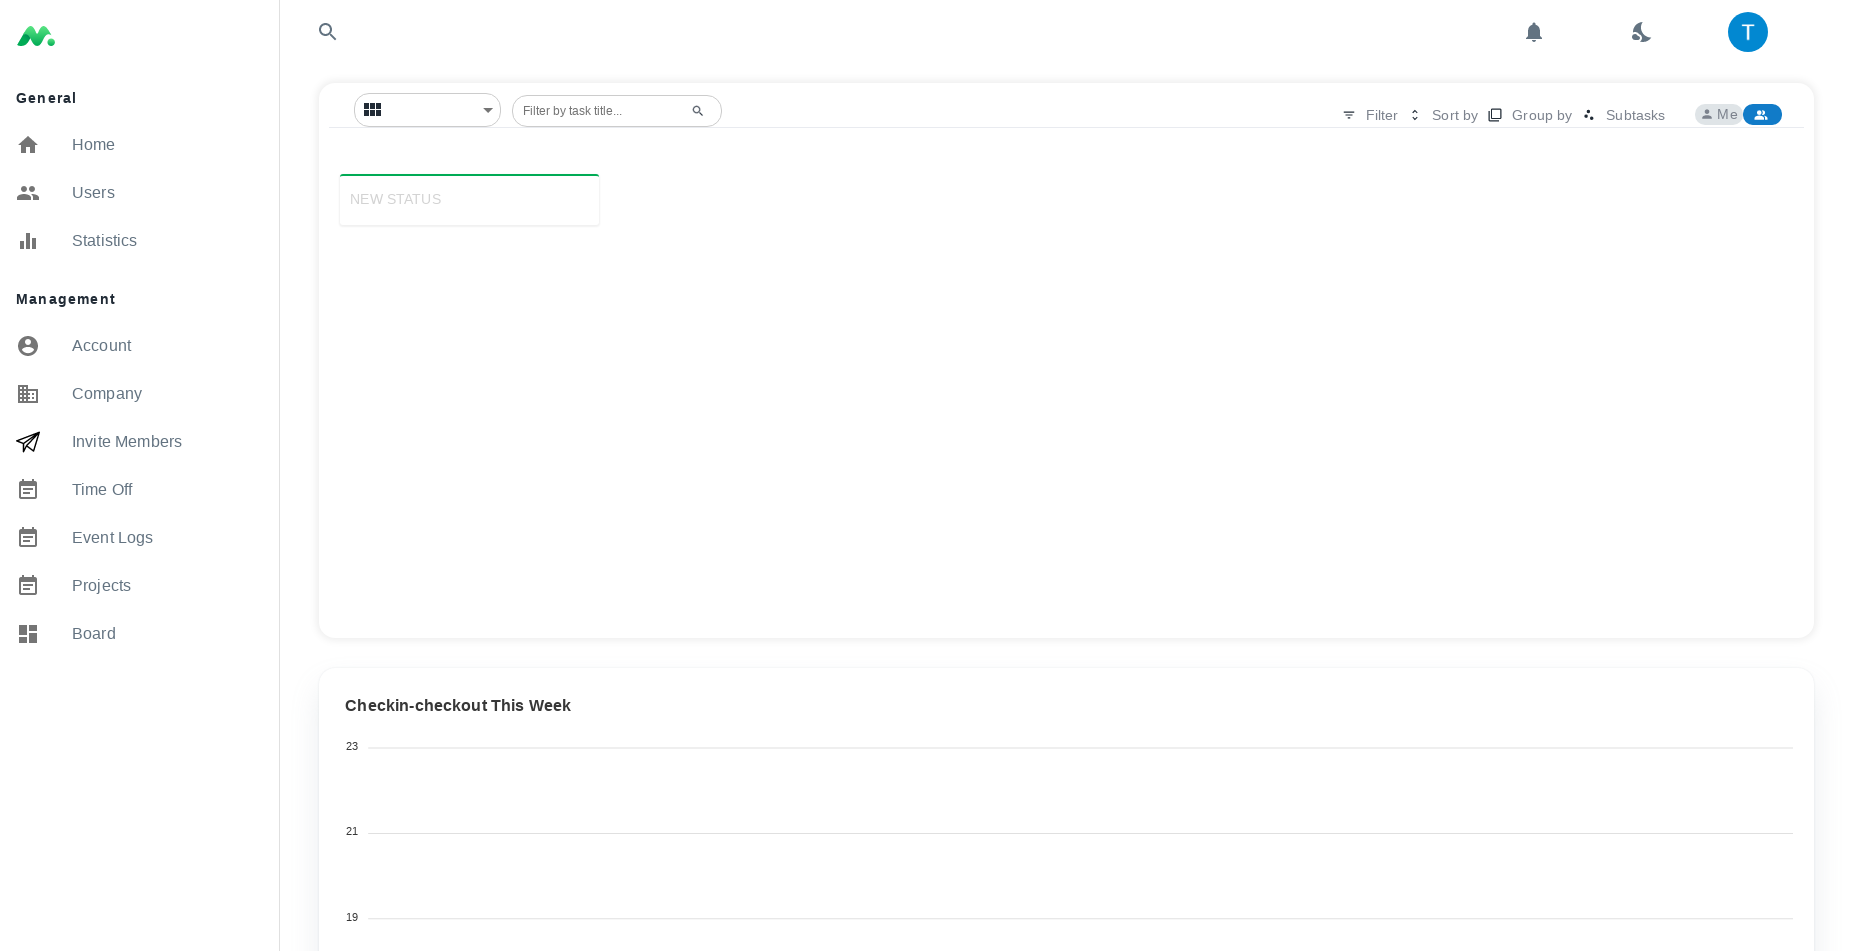 General
Home
Users
Statistics
Management
Account
Company
Invite Members
Time Off
Event Logs
Projects
Board
T
Filter by task title...
Filter
Sort by
Group by
Subtasks
Me
NEW STATUS
Checkin-checkout This Week
23
21
19